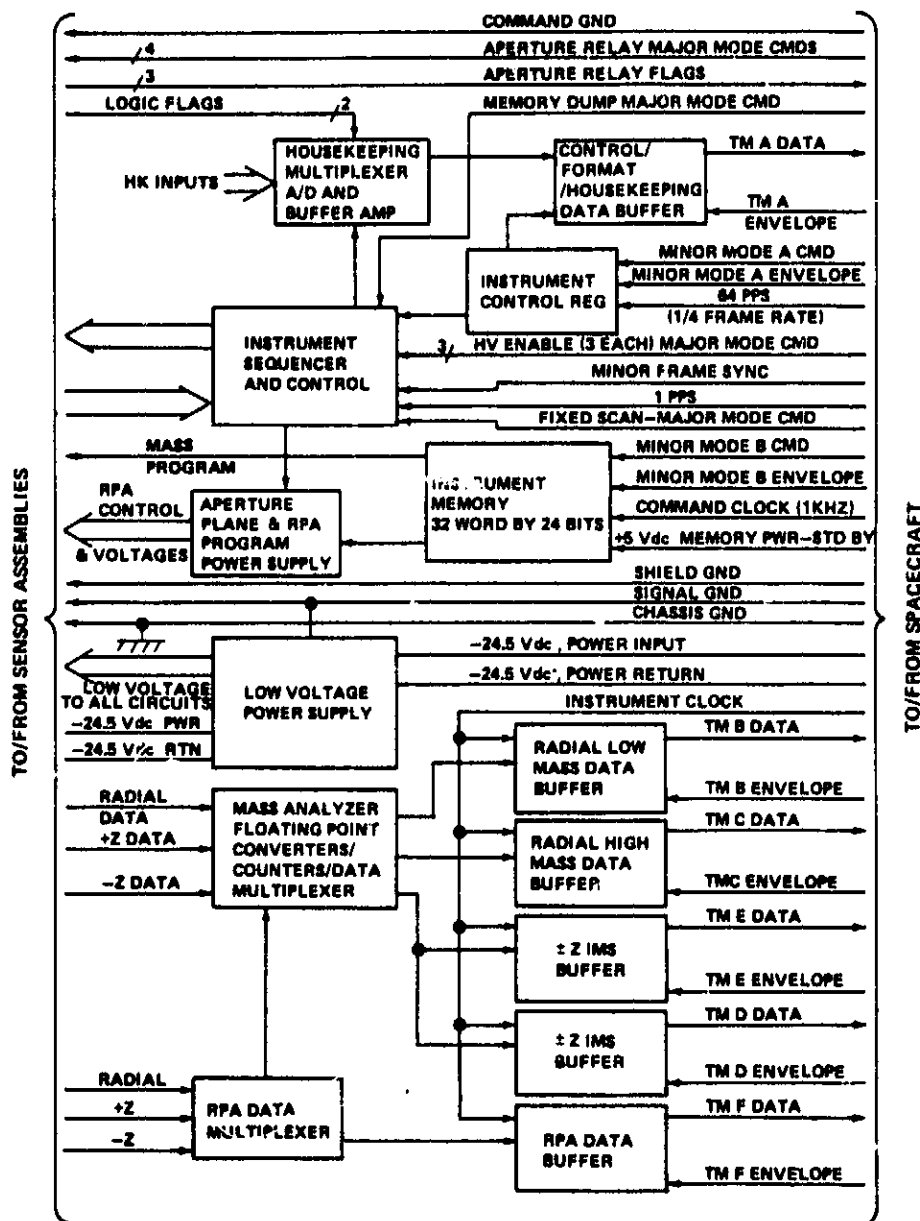 COMMAND GND
4
APERTURE RELAY MAJOR MODE CMDS
3
APERTURE RELAY FLAGS
LOGIC FLAGS
2
MEMORY DUMP MAJOR MODE CMD
HOUSEKEEPING
MULTIPLEXER
A/D AND
BUFFER AMP
HK INPUTS
CONTROL/
FORMAT
/HOUSEKEEPING
DATA BUFFER
TM A DATA
TM A
ENVELOPE
INSTRUMENT
CONTROL REG
MINOR MODE A CMD
MINOR MODE A ENVELOPE
64 PPS
(1/4 FRAME RATE)
INSTRUMENT
SEQUENCER
AND CONTROL
3
HV ENABLE (3 EACH) MAJOR MODE CMD
MINOR FRAME SYNC
1 PPS
FIXED SCAN-MAJOR MODE CMD
MASS
PROGRAM
INSTRUMENT
MEMORY
32 WORD BY 24 BITS
MINOR MODE B CMD
MINOR MODE B ENVELOPE
COMMAND CLOCK (1KHZ)
+5 Vdc MEMORY PWR-STD BY
RPA
CONTROL
& VOLTAGES
APERTURE
PLANE & RPA
PROGRAM
POWER SUPPLY
TO/FROM SENSOR ASSEMBLIES
TO/FROM SPACECRAFT
SHIELD GND
SIGNAL GND
CHASSIS GND
LOW VOLTAGE
TO ALL CIRCUITS
-24.5 Vdc PWR
-24.5 Vdc RTN
LOW VOLTAGE
POWER SUPPLY
-24.5 Vdc, POWER INPUT
-24.5 Vdc, POWER RETURN
INSTRUMENT CLOCK
RADIAL
DATA
+Z DATA
-Z DATA
MASS ANALYZER
FLOATING POINT
CONVERTERS/
COUNTERS/DATA
MULTIPLEXER
RADIAL LOW
MASS DATA
BUFFER
TM B DATA
TM B ENVELOPE
RADIAL HIGH
MASS DATA
BUFFER
TM C DATA
TMC ENVELOPE
± Z IMS
BUFFER
TM E DATA
TM E ENVELOPE
± Z IMS
BUFFER
TM D DATA
TM D ENVELOPE
RADIAL
+Z
-Z
RPA DATA
MULTIPLEXER
RPA DATA
BUFFER
TM F DATA
TM F ENVELOPE